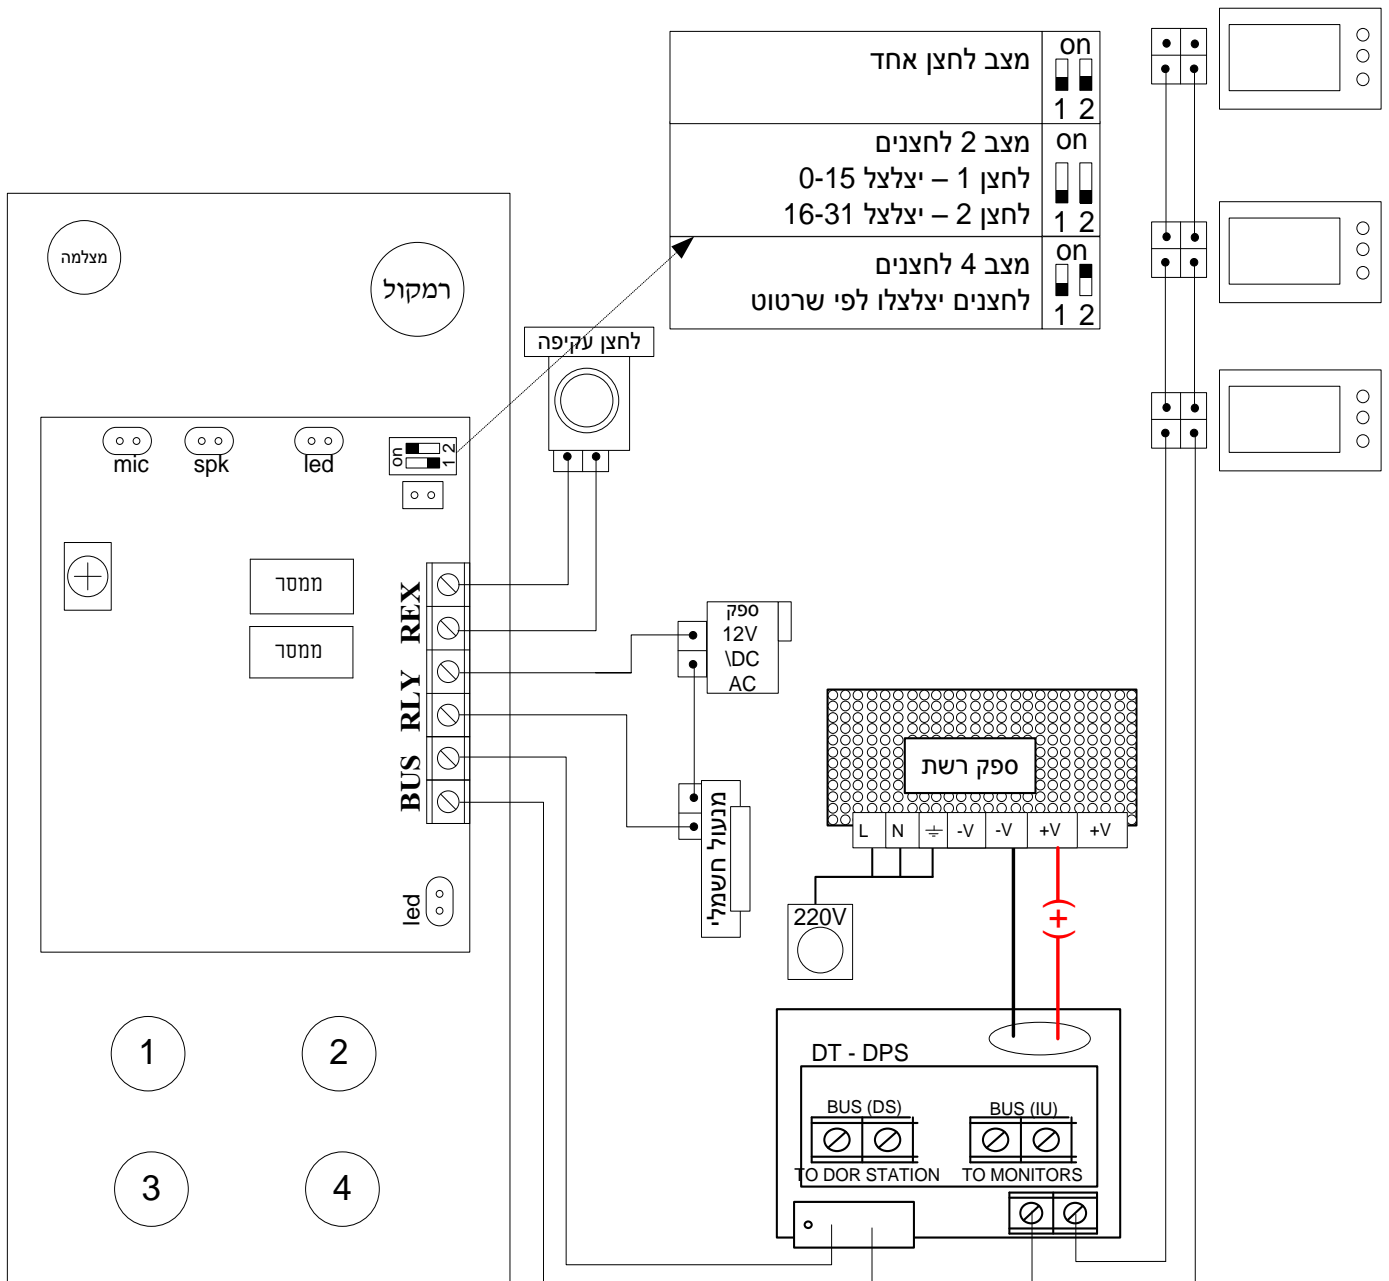 on
מצב לחצן אחד
1 2
on
מצב 2 לחצנים
לחצן 1 – יצלצל 0-15
לחצן 2 – יצלצל 16-31
1 2
on
מצב 4 לחצנים
לחצנים יצלצלו לפי שרטוט
1 2
מצלמה
רמקול
לחצן עקיפה
mic
spk
led
on
1 2
ממסר
ממסר
REX
RLY
BUS
led
ספק
12V
DC\
AC
מנעול חשמלי
ספק רשת
L N -V -V +V +V
220V
(+)
DT - DPS
BUS (DS)
BUS (IU)
TO DOR STATION
TO MONITORS
1
2
3
4